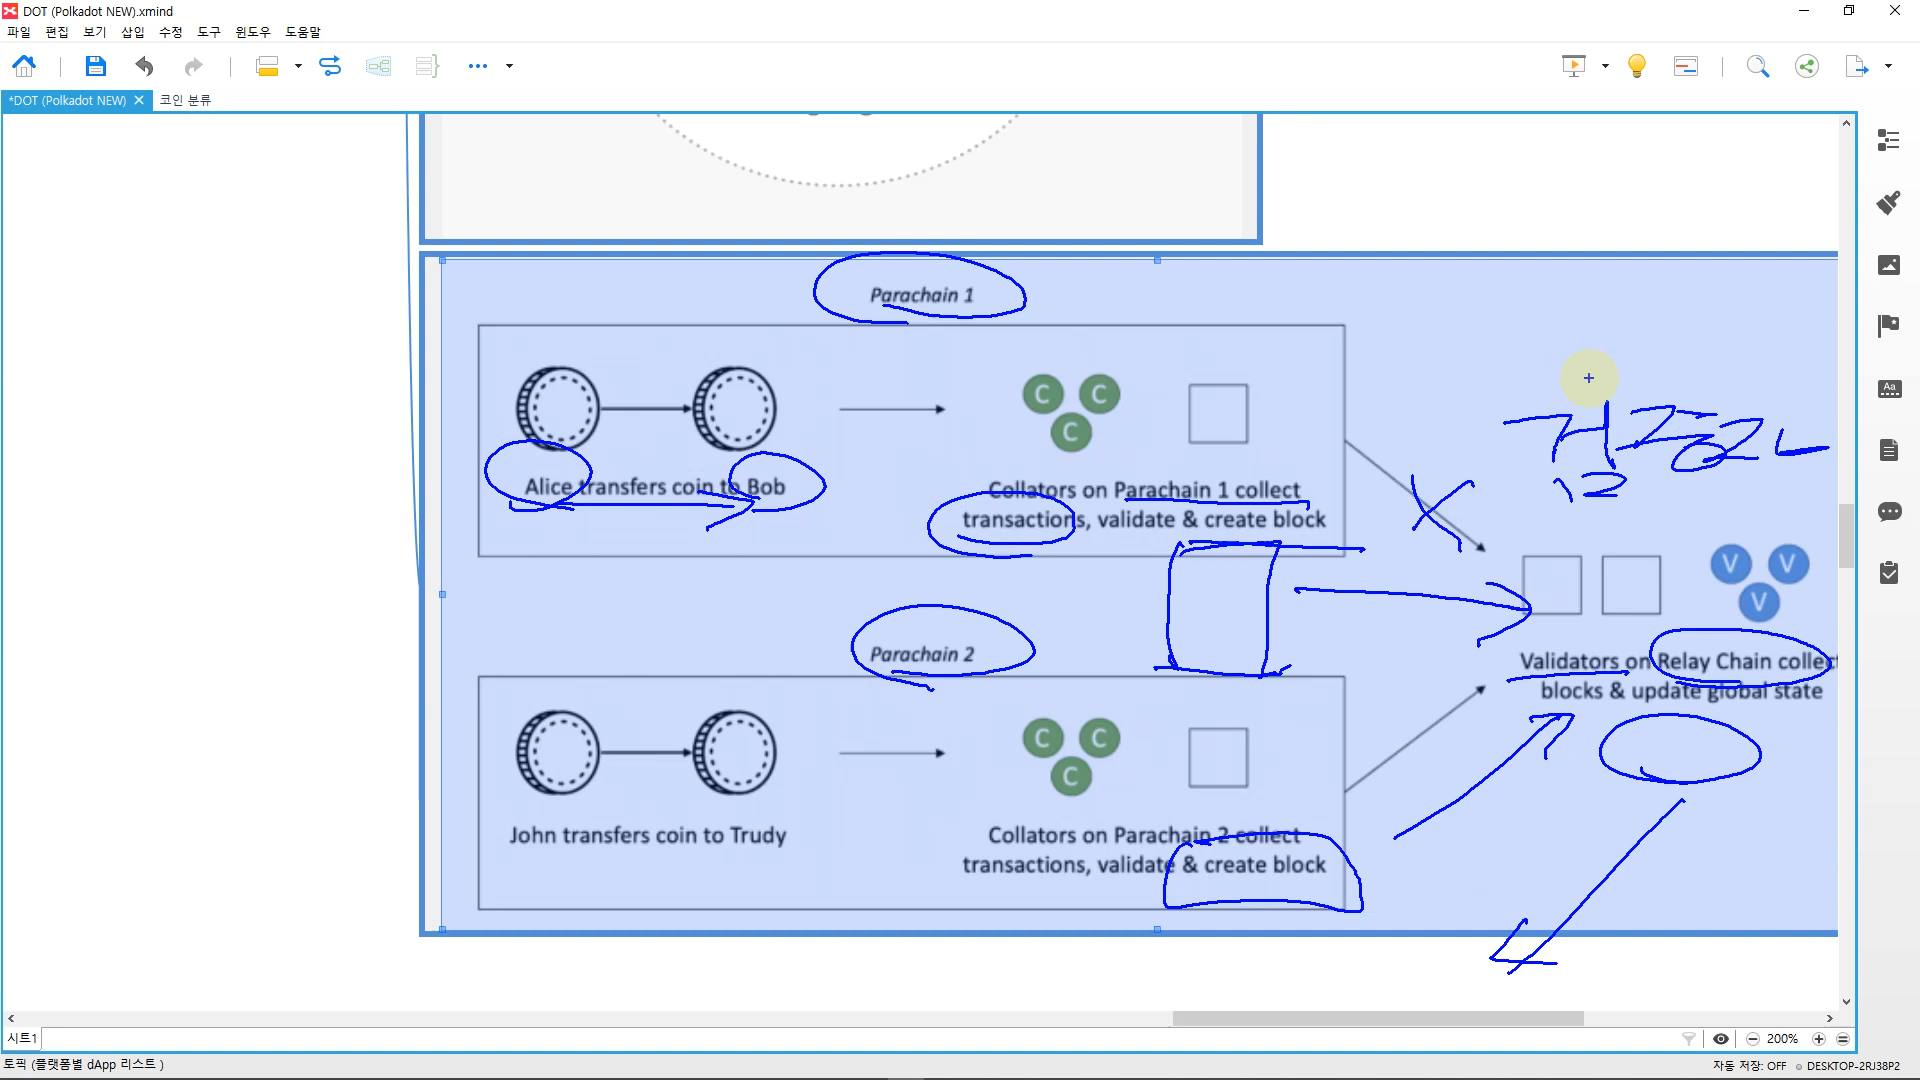 DOT (Polkadot NEW).xmind
파일 편집 보기 삽입 수정 도구 윈도우 도움말
*DOT (Polkadot NEW) 코인 분류
Parachain 1
C C
C
Alice transfers coin to Bob
Collators on Parachain 1 collect
transactions, validate & create block
V V
V
Validators on Relay Chain collect
blocks & update global state
Parachain 2
C C
C
John transfers coin to Trudy
Collators on Parachain 2 collect
transactions, validate & create block
Aa
시트1
200%
토픽 (플랫폼별 dApp 리스트 )
자동 저장: OFF DESKTOP-2RJ38P2